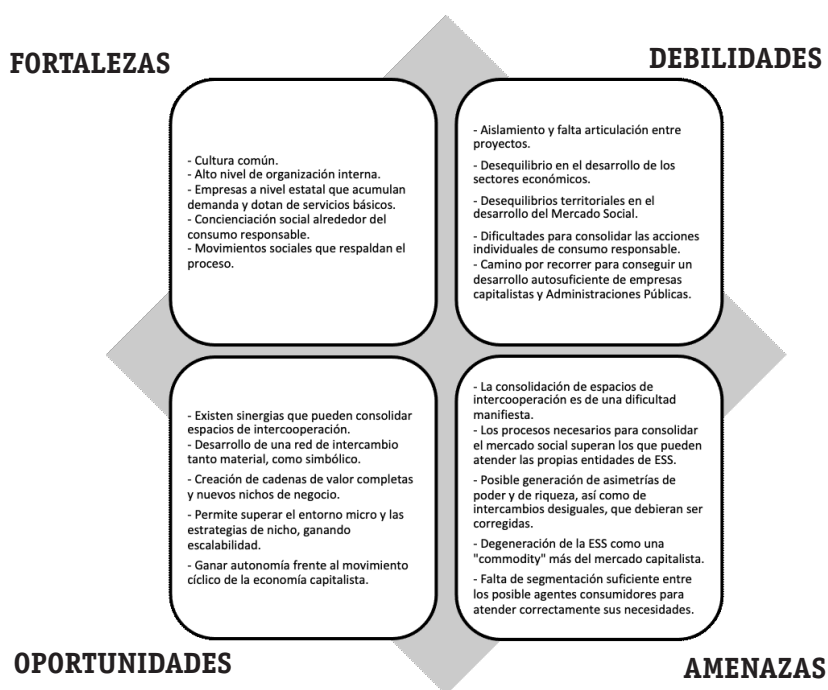 FORTALEZAS
- Cultura común.
- Alto nivel de organización interna.
- Empresas a nivel estatal que acumulan
demanda y dotan de servicios básicos.
- Concienciación social alrededor del
consumo responsable.
- Movimientos sociales que respaldan el
proceso.
DEBILIDADES
- Aislamiento y falta articulación entre
proyectos.
- Desequilibrio en el desarrollo de los
sectores económicos.
- Desequilibrios territoriales en el
desarrollo del Mercado Social.
- Dificultades para consolidar las acciones
individuales de consumo responsable.
- Camino por recorrer para conseguir un
desarrollo autosuficiente de empresas
capitalistas y Administraciones Públicas.
- Existen sinergias que pueden consolidar
espacios de intercooperación.
- Desarrollo de una red de intercambio
tanto material, como simbólico.
- Creación de cadenas de valor completas
y nuevos nichos de negocio.
- Permite superar el entorno micro y las
estrategias de nicho, ganando
escalabilidad.
- Ganar autonomía frente al movimiento
cíclico de la economía capitalista.
OPORTUNIDADES
- La consolidación de espacios de
intercooperación es de una dificultad
manifiesta.
- Los procesos necesarios para consolidar
el mercado social superan los que pueden
atender las propias entidades de ESS.
- Posible generación de asimetrías de
poder y de riqueza, así como de
intercambios desiguales, que debieran ser
corregidas.
- Degeneración de la ESS como una
"commodity" más del mercado capitalista.
- Falta de segmentación suficiente entre
los posible agentes consumidores para
atender correctamente sus necesidades.
AMENAZAS